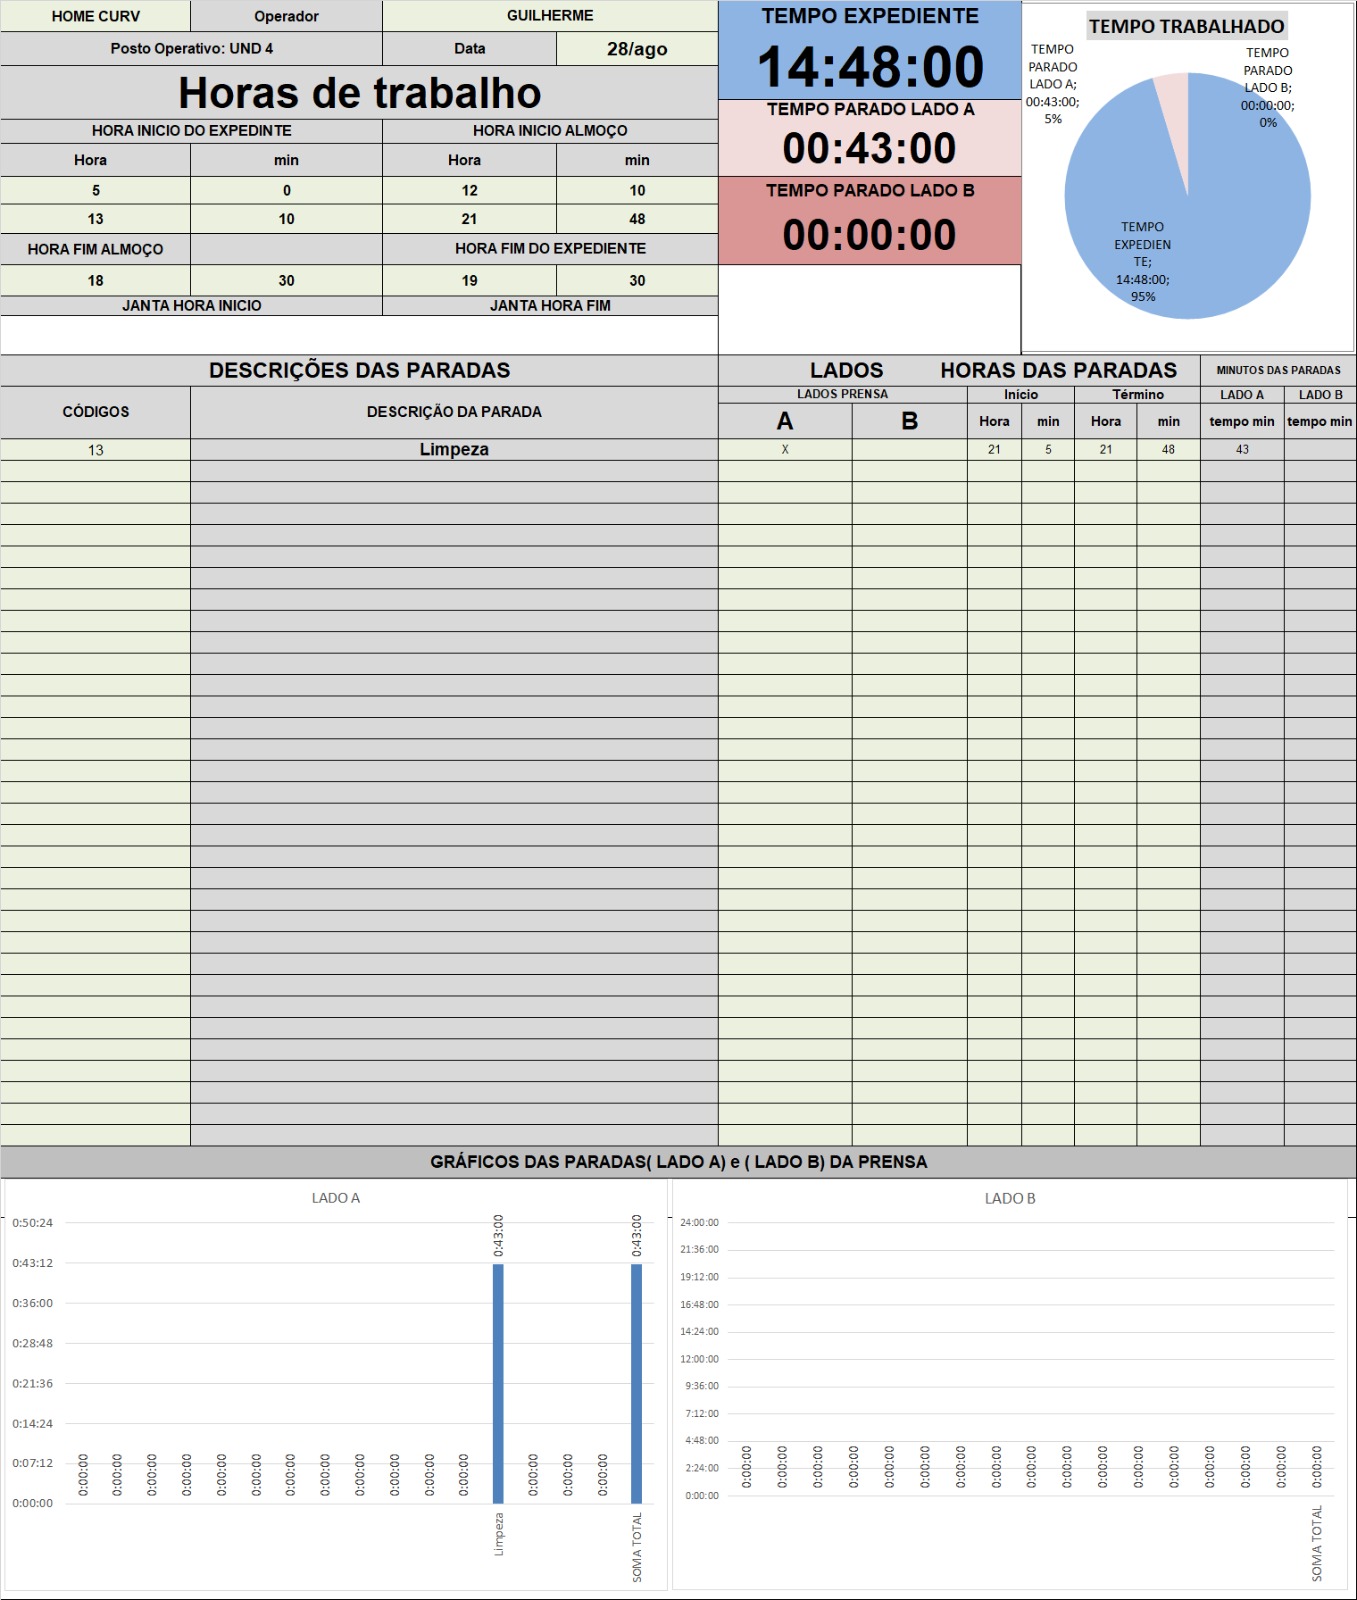 HOME CURV Operador GUILHERME
Posto Operativo: UND 4 Data 28/ago
Horas de trabalho
HORA INICIO DO EXPEDINTE HORA INICIO ALMOÇO
Hora min Hora min
5 0 12 10
13 10 21 48
HORA FIM ALMOÇO HORA FIM DO EXPEDIENTE
18 30 19 30
JANTA HORA INICIO JANTA HORA FIM
TEMPO EXPEDIENTE
14:48:00
TEMPO PARADO LADO A
00:43:00
TEMPO PARADO LADO B
00:00:00
TEMPO TRABALHADO
TEMPO
PARADO
LADO A;
00:43:00;
5%
TEMPO
PARADO
LADO B;
00:00:00;
0%
TEMPO
EXPEDIEN
TE;
14:48:00;
95%
DESCRIÇÕES DAS PARADAS LADOS HORAS DAS PARADAS MINUTOS DAS PARADAS
CÓDIGOS DESCRIÇÃO DA PARADA LADOS PRENSA Início Término LADO A LADO B
A B Hora min Hora min tempo min tempo min
13 Limpeza X 21 5 21 48 43
GRÁFICOS DAS PARADAS( LADO A) e ( LADO B) DA PRENSA
LADO A
0:50:24
0:43:12
0:36:00
0:28:48
0:21:36
0:14:24
0:07:12
0:00:00
0:00:00 0:00:00 0:00:00 0:00:00 0:00:00 0:00:00 0:00:00 0:00:00 0:00:00 0:00:00 0:00:00 0:00:00 0:43:00 0:00:00 0:00:00 0:00:00 0:43:00
Limpeza SOMA TOTAL
LADO B
24:00:00
21:36:00
19:12:00
16:48:00
14:24:00
12:00:00
9:36:00
7:12:00
4:48:00
2:24:00
0:00:00
0:00:00 0:00:00 0:00:00 0:00:00 0:00:00 0:00:00 0:00:00 0:00:00 0:00:00 0:00:00 0:00:00 0:00:00 0:00:00 0:00:00 0:00:00 0:00:00 0:00:00
SOMA TOTAL